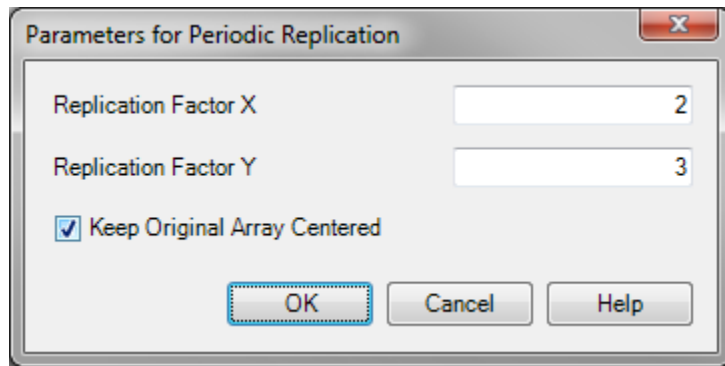 Parameters for Periodic Replication
Replication Factor X 2
Replication Factor Y 3
Keep Original Array Centered
OK Cancel Help